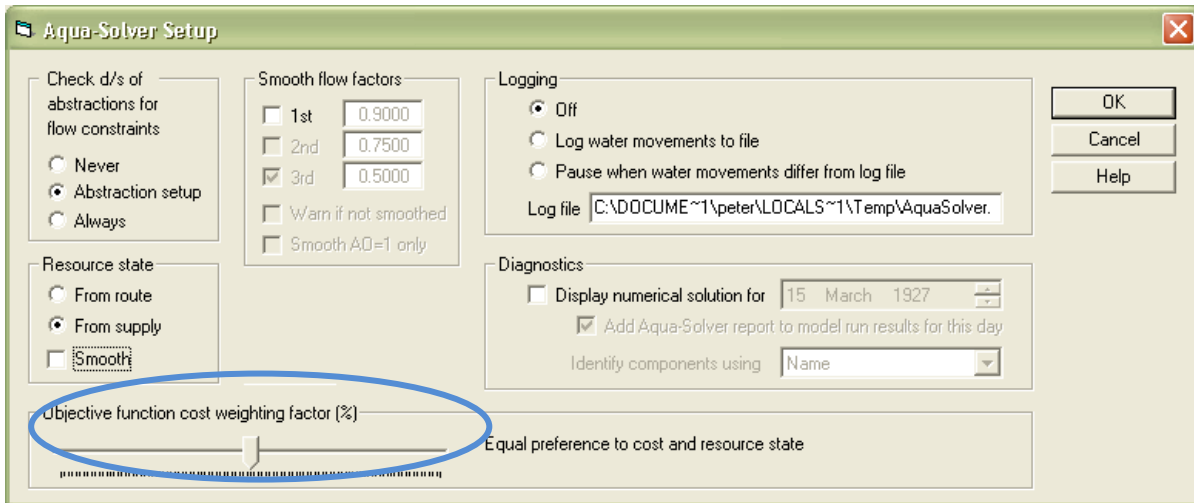 Aqua-Solver Setup
Check d/s of
abstractions for
flow constraints
Never
Abstraction setup
Always
Resource state
From route
From supply
Smooth
Smooth flow factors
1st 0.9000
2nd 0.7500
3rd 0.5000
Warn if not smoothed
Smooth AO=1 only
Logging
Off
Log water movements to file
Pause when water movements differ from log file
Log file C:\DOCUME~1\peter\LOCALS~1\Temp\AquaSolver.
Diagnostics
Display numerical solution for 15 March 1927
Add Aqua-Solver report to model run results for this day
Identify components using Name
OK
Cancel
Help
Objective function cost weighting factor (%)
Equal preference to cost and resource state